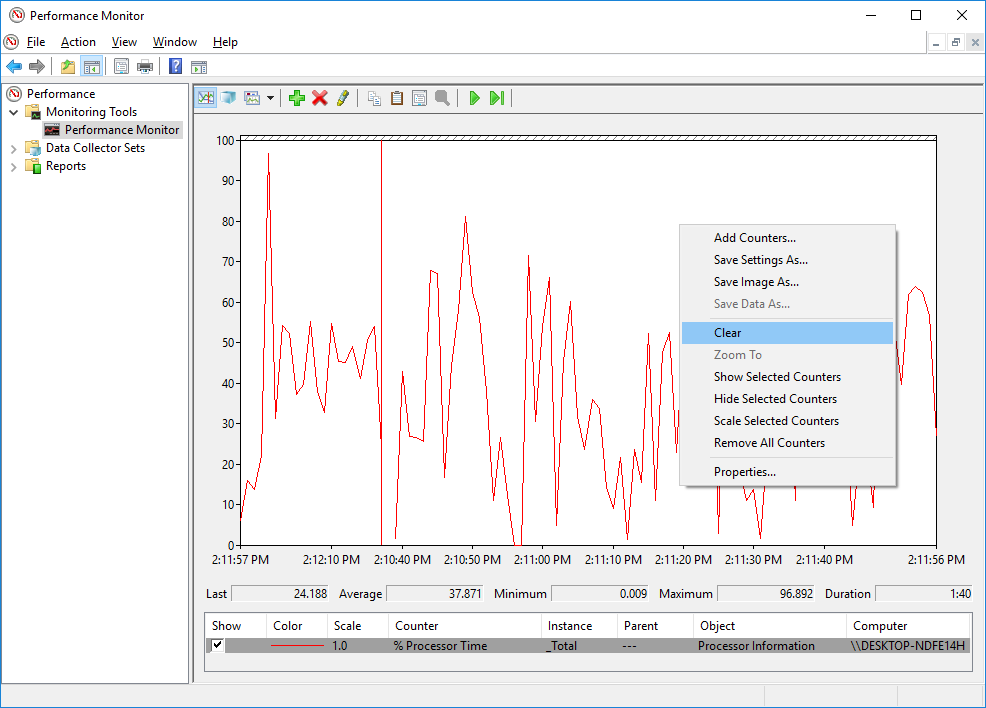 Performance Monitor
File Action View Window Help
Performance
Monitoring Tools
Performance Monitor
Data Collector Sets
Reports
100
90
80
70
60
50
40
30
20
10
0
2:11:57 PM 2:12:10 PM 2:10:40 PM 2:10:50 PM 2:11:00 PM 2:11:10 PM 2:11:20 PM 2:11:30 PM 2:11:40 PM 2:11:56 PM
Add Counters...
Save Settings As...
Save Image As...
Save Data As...
Clear
Zoom To
Show Selected Counters
Hide Selected Counters
Scale Selected Counters
Remove All Counters
Properties...
Last 24.188 Average 37.871 Minimum 0.009 Maximum 96.892 Duration 1:40
Show Color Scale Counter Instance Parent Object Computer
1.0 % Processor Time _Total --- Processor Information \\DESKTOP-NDFE14H